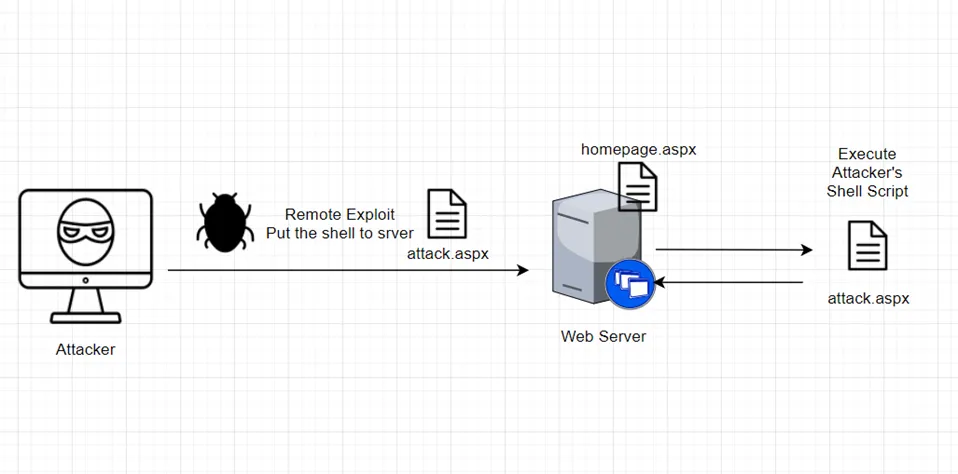 homepage.aspx
Execute
Attacker's
Shell Script
Remote Exploit
Put the shell to srver
attack.aspx
attack.aspx
Web Server
Attacker